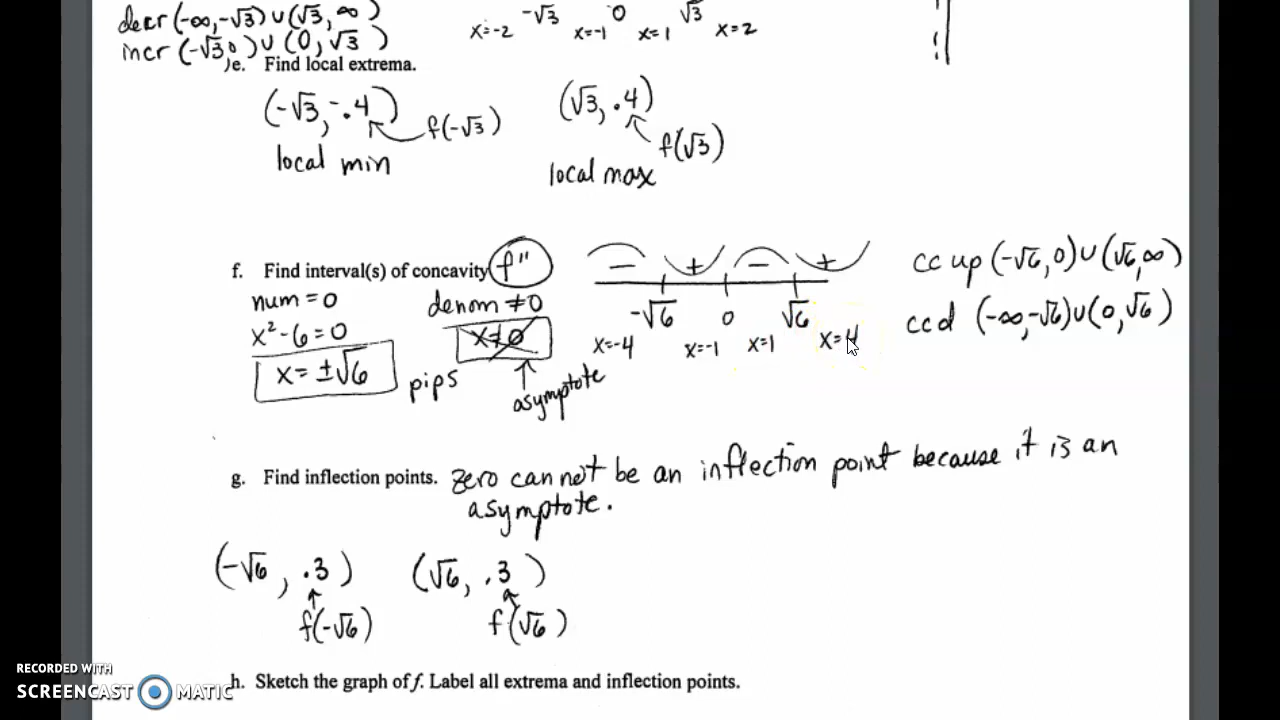 decr (-∞, -√3) ∪ (√3, ∞)
incr (-√3, 0) ∪ (0, √3)
-√3 0 √3
x=-2 x=-1 x=1 x=2
e. Find local extrema.
(-√3, -.4) (√3, .4)
f(-√3) f(√3)
local min local max
f. Find interval(s) of concavity f"
num = 0 denom ≠ 0
x² - 6 = 0 x ≠ 0
x = ±√6 pips asymptote
− + − +
-√6 0 √6
x=-4 x=-1 x=1 x=4
cc up (-√6, 0) ∪ (√6, ∞)
ccd (-∞, -√6) ∪ (0, √6)
g. Find inflection points. zero cannot be an inflection point because it is an
asymptote.
(-√6, .3) (√6, .3)
f(-√6) f(√6)
h. Sketch the graph of f. Label all extrema and inflection points.
RECORDED WITH
SCREENCAST MATIC